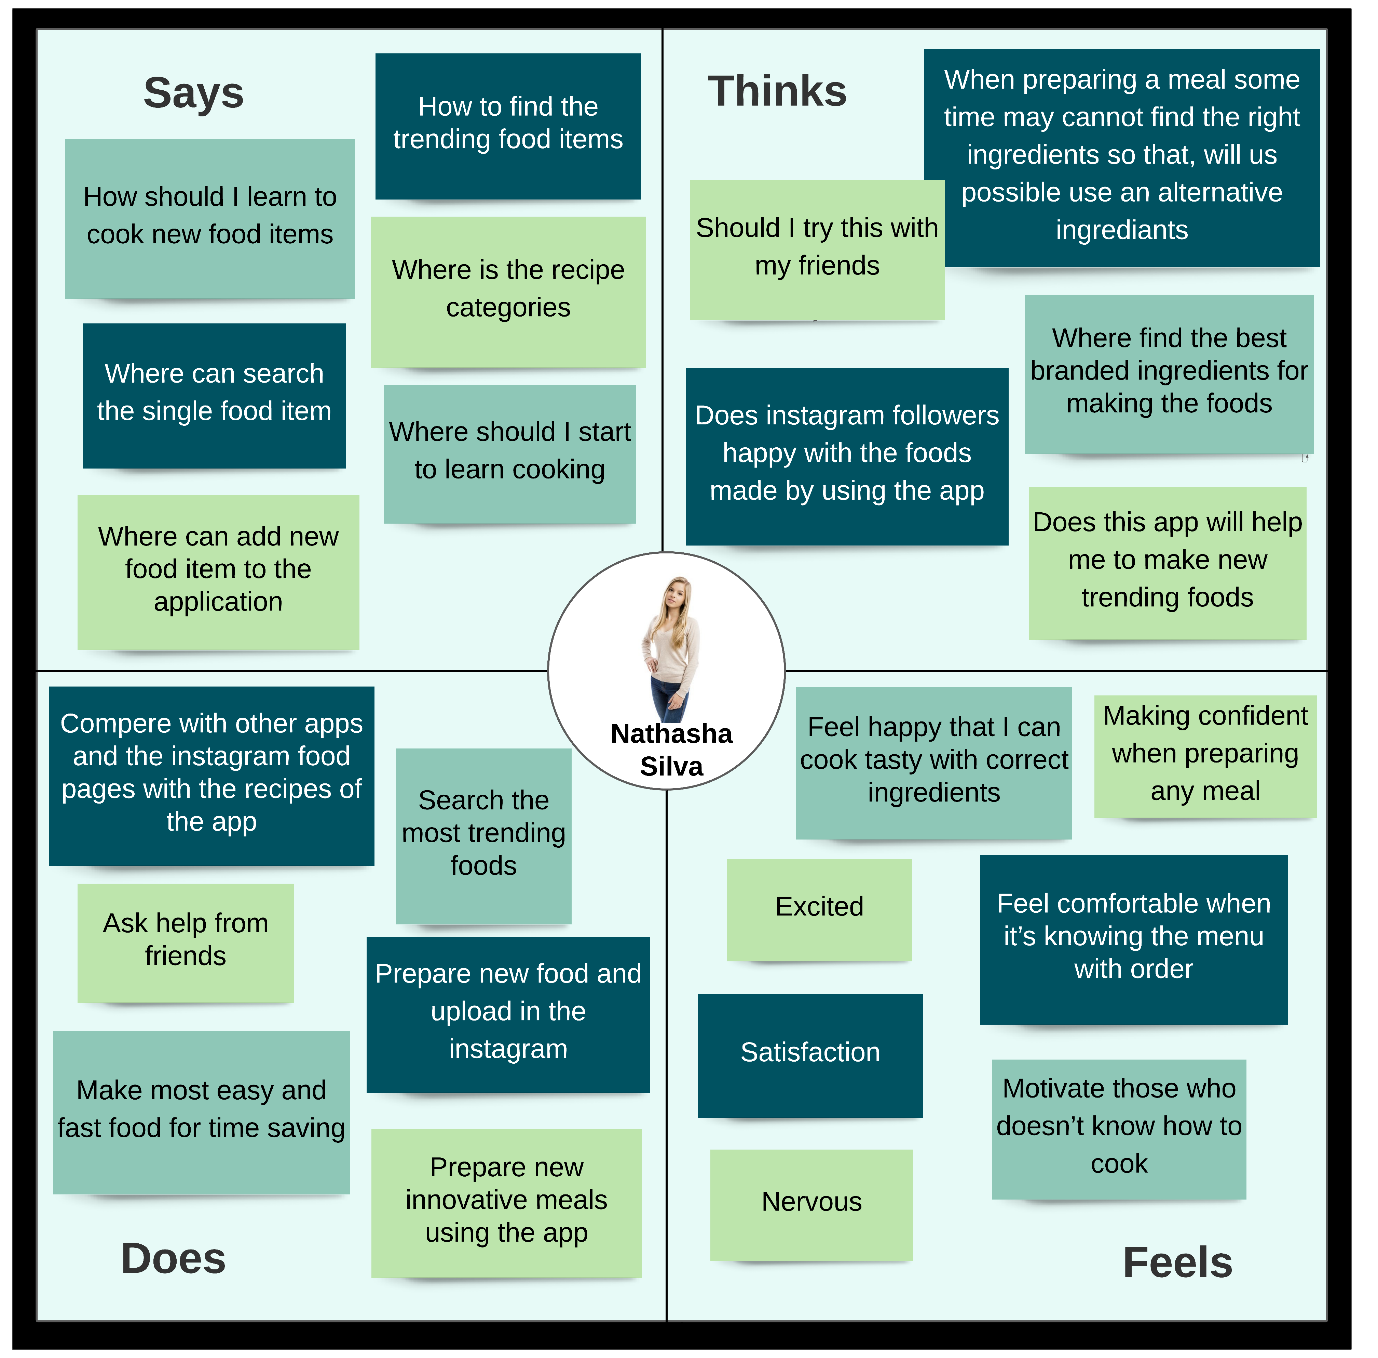 Says
How to find the
trending food items
How should I learn to
cook new food items
Where is the recipe
categories
Where can search
the single food item
Where should I start
to learn cooking
Where can add new
food item to the
application
Thinks
When preparing a meal some
time may cannot find the right
ingredients so that, will us
possible use an alternative
ingrediants
Should I try this with
my friends
Where find the best
branded ingredients for
making the foods
Does instagram followers
happy with the foods
made by using the app
Does this app will help
me to make new
trending foods
Nathasha
Silva
Compere with other apps
and the instagram food
pages with the recipes of
the app
Search the
most trending
foods
Ask help from
friends
Prepare new food and
upload in the
instagram
Make most easy and
fast food for time saving
Prepare new
innovative meals
using the app
Does
Feel happy that I can
cook tasty with correct
ingredients
Making confident
when preparing
any meal
Excited
Feel comfortable when
it’s knowing the menu
with order
Satisfaction
Motivate those who
doesn’t know how to
cook
Nervous
Feels